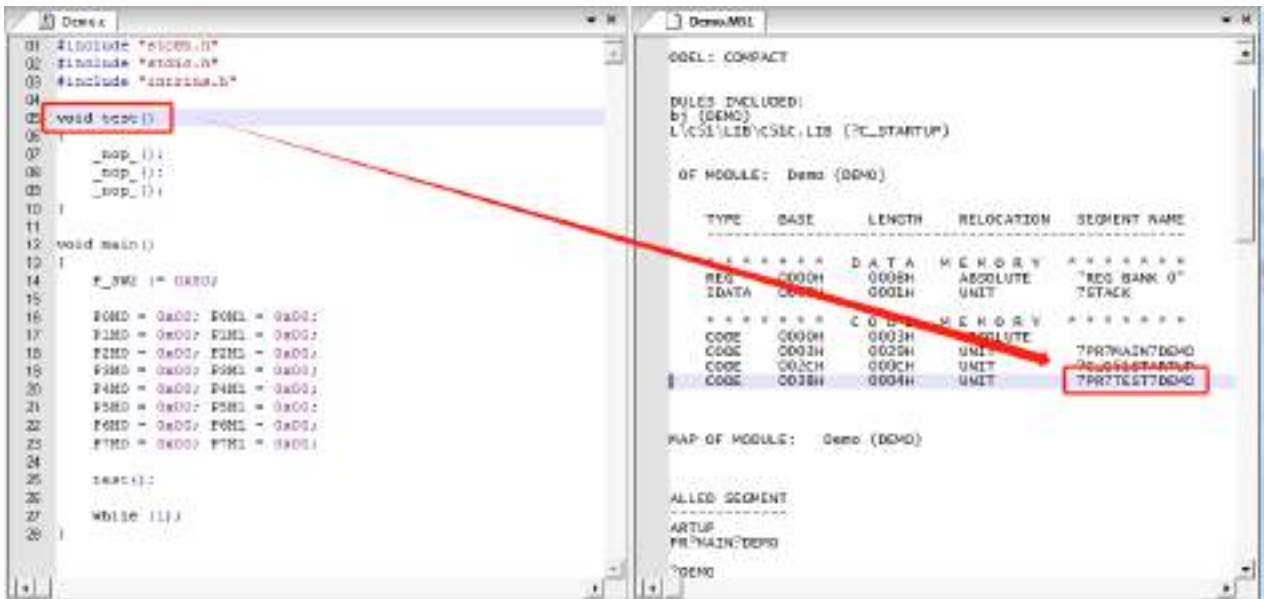 Demo.c
01 #include "stc8h.h"
02 #include "stdio.h"
03 #include "intrins.h"
04
05 void test()
06 {
07 _nop_();
08 _nop_();
09 _nop_();
10 }
11
12 void main()
13 {
14 P_SW2 |= 0x80;
15
16 P0M0 = 0x00; P0M1 = 0x00;
17 P1M0 = 0x00; P1M1 = 0x00;
18 P2M0 = 0x00; P2M1 = 0x00;
19 P3M0 = 0x00; P3M1 = 0x00;
20 P4M0 = 0x00; P4M1 = 0x00;
21 P5M0 = 0x00; P5M1 = 0x00;
22 P6M0 = 0x00; P6M1 = 0x00;
23 P7M0 = 0x00; P7M1 = 0x00;
24
25 test();
26
27 while (1);
28 }
Demo.M51
ODEL: COMPACT
DULES INCLUDED:
bj (DEMO)
L\C51\LIB\C51C.LIB (?C_STARTUP)
OF MODULE: Demo (DEMO)
TYPE BASE LENGTH RELOCATION SEGMENT NAME
* * * * * * * D A T A M E M O R Y * * * * * * *
REG 0000H 0008H ABSOLUTE "REG BANK 0"
IDATA 0001H UNIT ?STACK
* * * * * * * C O D E M E M O R Y * * * * * * *
CODE 0000H 0003H ABSOLUTE
CODE 0003H 0029H UNIT ?PR?MAIN?DEMO
CODE 002CH 000CH UNIT ?C_C51STARTUP
CODE 0038H 0004H UNIT ?PR?TEST?DEMO
MAP OF MODULE: Demo (DEMO)
ALLED SEGMENT
ARTUP
PR?MAIN?DEMO
?DEMO